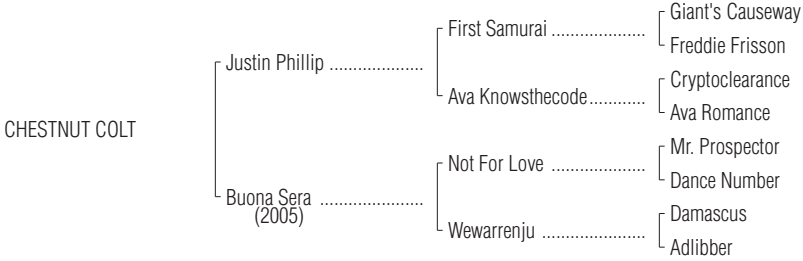 Giant's Causeway
First Samurai ....................
Freddie Frisson
Justin Phillip ....................
Cryptoclearance
Ava Knowsthecode............
Ava Romance
CHESTNUT COLT
Mr. Prospector
Not For Love ....................
Dance Number
Buona Sera ......................
(2005)
Damascus
Wewarrenju ......................
Adlibber